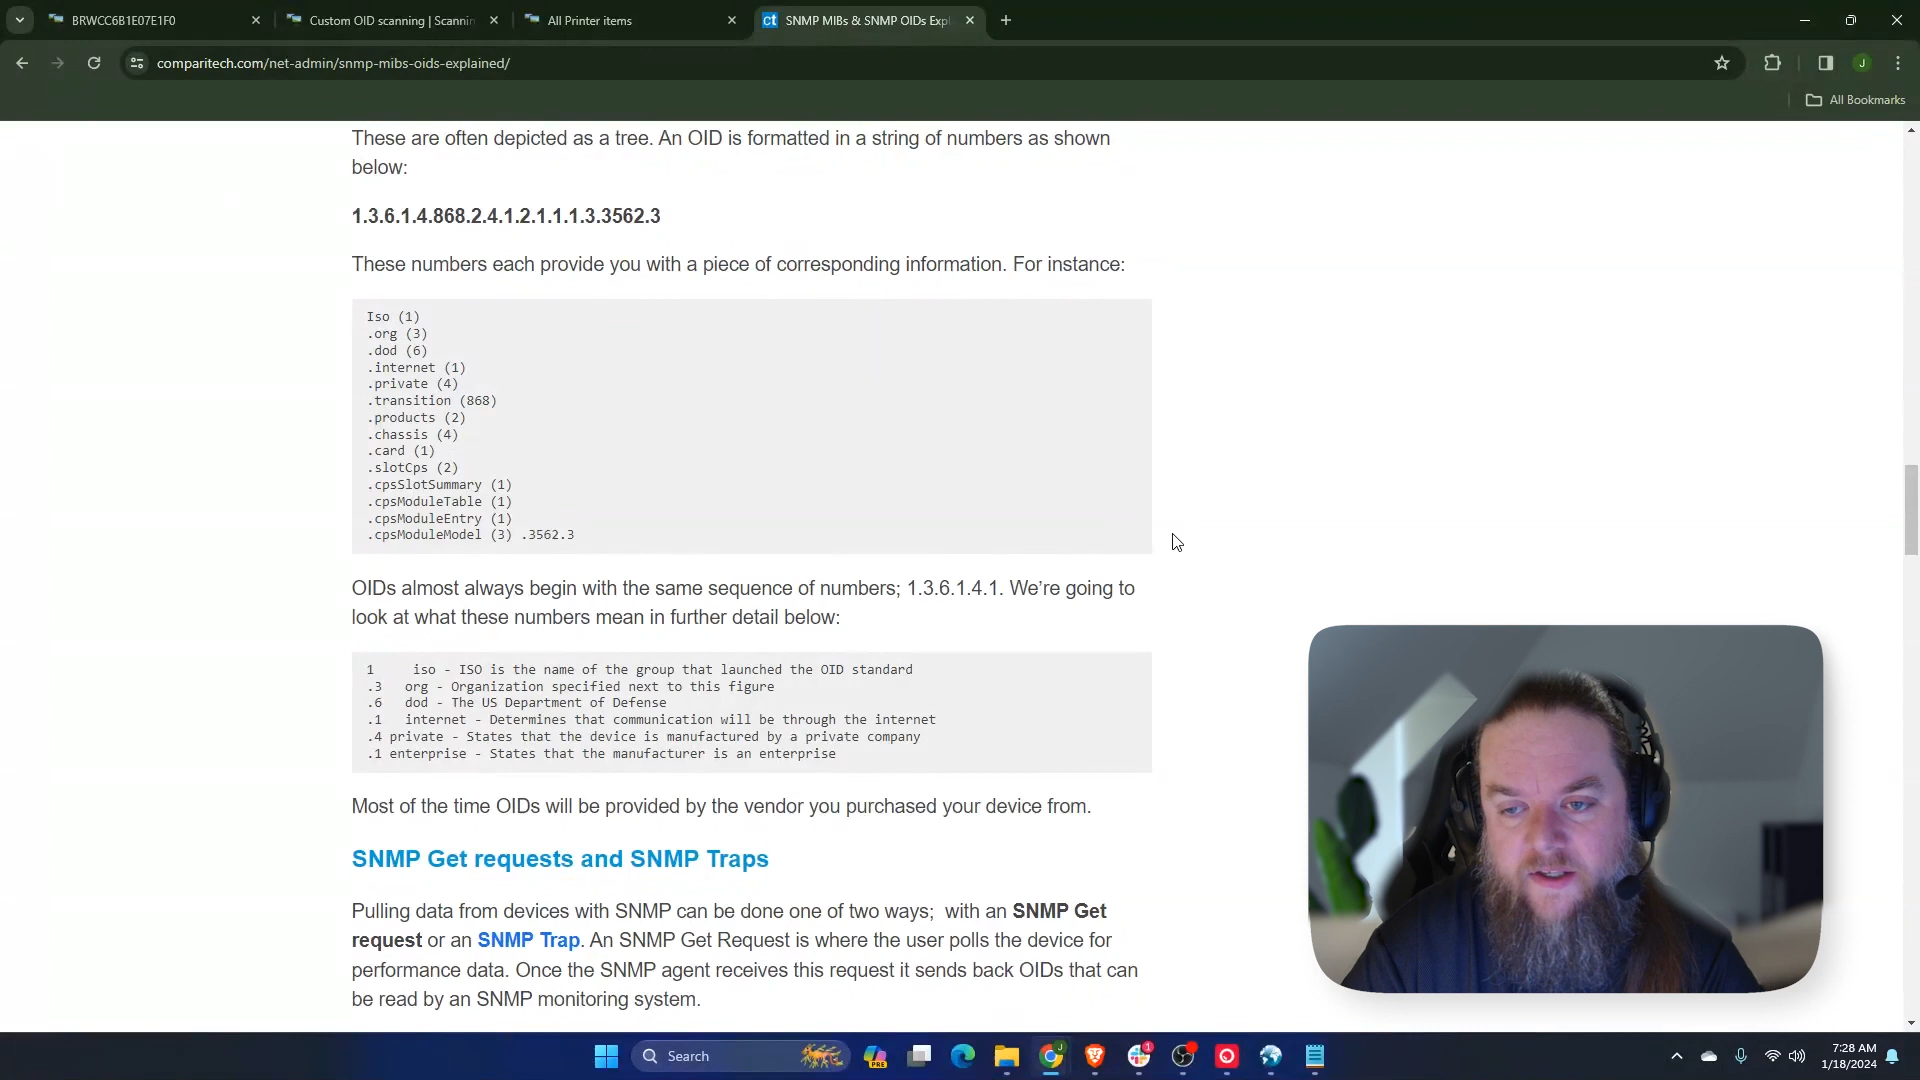 BRWCC6B1E07E1F0
Custom OID scanning | Scannin
All Printer items
ct SNMP MIBs & SNMP OIDs Expl
comparitech.com/net-admin/snmp-mibs-oids-explained/
J
All Bookmarks
These are often depicted as a tree. An OID is formatted in a string of numbers as shown
below:
1.3.6.1.4.868.2.4.1.2.1.1.1.3.3562.3
These numbers each provide you with a piece of corresponding information. For instance:
Iso (1)
.org (3)
.dod (6)
.internet (1)
.private (4)
.transition (868)
.products (2)
.chassis (4)
.card (1)
.slotCps (2)
.cpsSlotSummary (1)
.cpsModuleTable (1)
.cpsModuleEntry (1)
.cpsModuleModel (3) .3562.3
OIDs almost always begin with the same sequence of numbers; 1.3.6.1.4.1. We’re going to
look at what these numbers mean in further detail below:
1 iso - ISO is the name of the group that launched the OID standard
.3 org - Organization specified next to this figure
.6 dod - The US Department of Defense
.1 internet - Determines that communication will be through the internet
.4 private - States that the device is manufactured by a private company
.1 enterprise - States that the manufacturer is an enterprise
Most of the time OIDs will be provided by the vendor you purchased your device from.
SNMP Get requests and SNMP Traps
Pulling data from devices with SNMP can be done one of two ways; with an SNMP Get
request or an SNMP Trap. An SNMP Get Request is where the user polls the device for
performance data. Once the SNMP agent receives this request it sends back OIDs that can
be read by an SNMP monitoring system.
Search
PRE
J
1
7:28 AM
1/18/2024